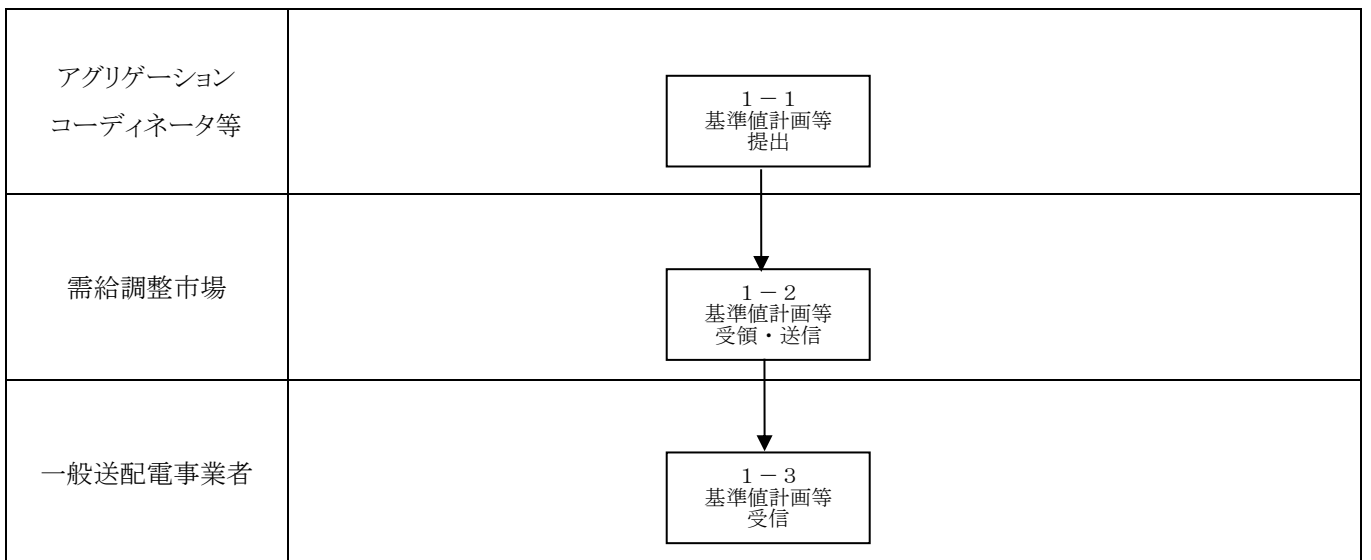 アグリゲーション
コーディネータ等
1-1
基準値計画等
提出
需給調整市場
1-2
基準値計画等
受領・送信
一般送配電事業者
1-3
基準値計画等
受信